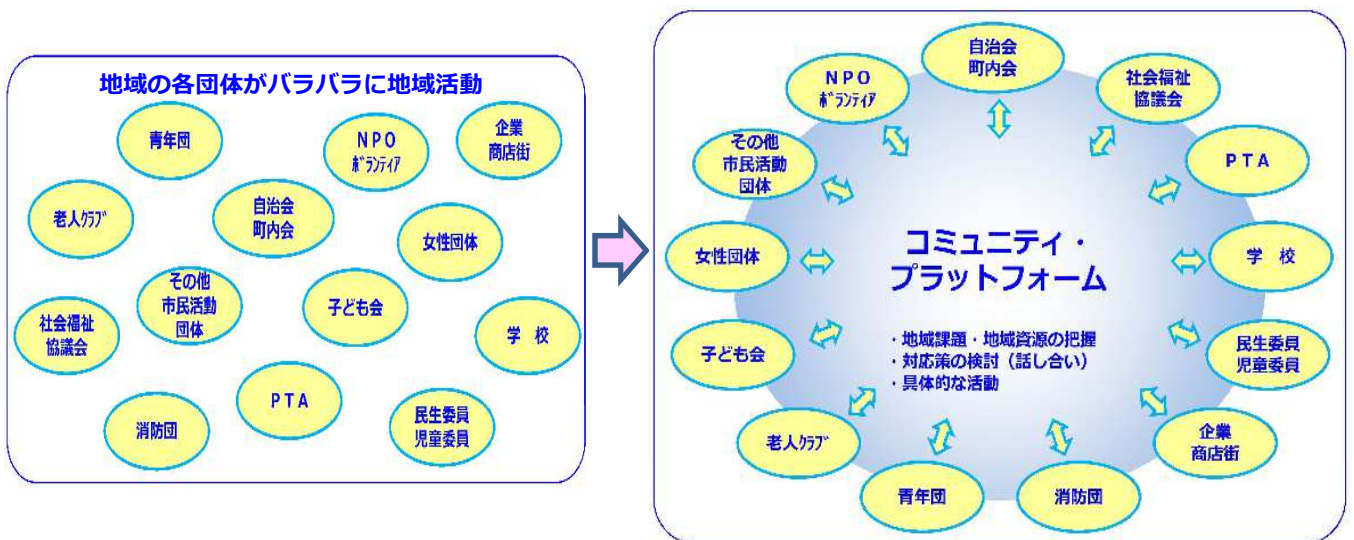 地域の各団体がバラバラに地域活動
青年団
ＮＰＯ
ﾎﾞﾗﾝﾃｨｱ
企業
商店街
老人ｸﾗﾌﾞ
自治会
町内会
女性団体
その他
市民活動
団体
子ども会
社会福祉
協議会
学　校
ＰＴＡ
消防団
民生委員
児童委員
自治会
町内会
ＮＰＯ
ﾎﾞﾗﾝﾃｨｱ
社会福祉
協議会
その他
市民活動
団体
ＰＴＡ
女性団体
コミュニティ・
プラットフォーム
学　校
・地域課題・地域資源の把握
・対応策の検討（話し合い）
・具体的な活動
子ども会
民生委員
児童委員
老人ｸﾗﾌﾞ
企業
商店街
青年団
消防団